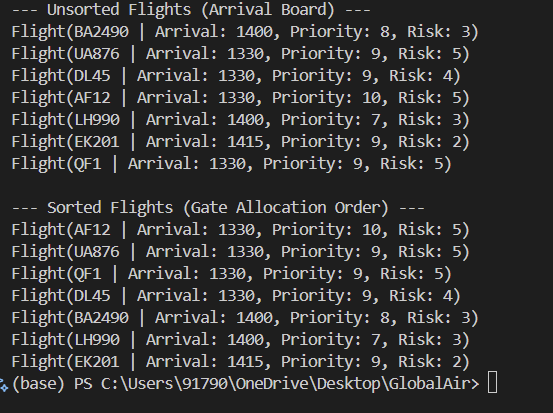 --- Unsorted Flights (Arrival Board) ---
Flight(BA2490 | Arrival: 1400, Priority: 8, Risk: 3)
Flight(UA876 | Arrival: 1330, Priority: 9, Risk: 5)
Flight(DL45 | Arrival: 1330, Priority: 9, Risk: 4)
Flight(AF12 | Arrival: 1330, Priority: 10, Risk: 5)
Flight(LH990 | Arrival: 1400, Priority: 7, Risk: 3)
Flight(EK201 | Arrival: 1415, Priority: 9, Risk: 2)
Flight(QF1 | Arrival: 1330, Priority: 9, Risk: 5)
--- Sorted Flights (Gate Allocation Order) ---
Flight(AF12 | Arrival: 1330, Priority: 10, Risk: 5)
Flight(UA876 | Arrival: 1330, Priority: 9, Risk: 5)
Flight(QF1 | Arrival: 1330, Priority: 9, Risk: 5)
Flight(DL45 | Arrival: 1330, Priority: 9, Risk: 4)
Flight(BA2490 | Arrival: 1400, Priority: 8, Risk: 3)
Flight(LH990 | Arrival: 1400, Priority: 7, Risk: 3)
Flight(EK201 | Arrival: 1415, Priority: 9, Risk: 2)
(base) PS C:\Users\91790\OneDrive\Desktop\GlobalAir>